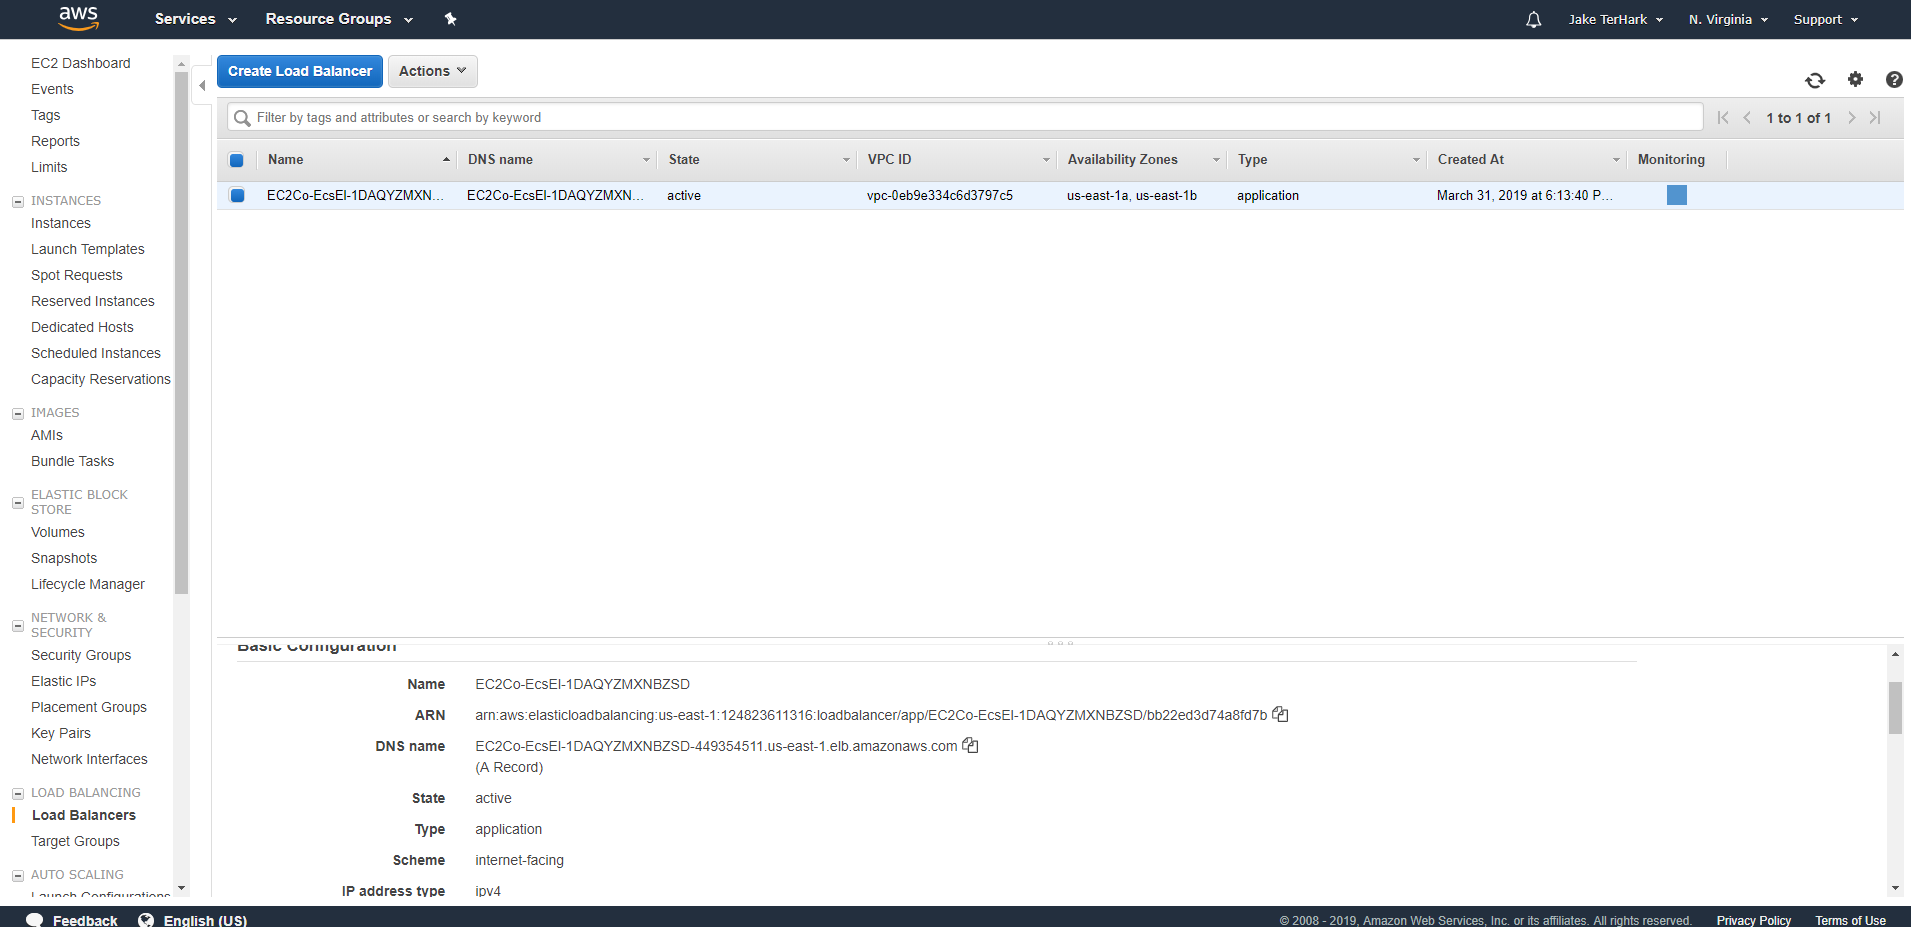 aws Services Resource Groups Jake TerHark N. Virginia Support
EC2 Dashboard
Events
Tags
Reports
Limits
INSTANCES
Instances
Launch Templates
Spot Requests
Reserved Instances
Dedicated Hosts
Scheduled Instances
Capacity Reservations
IMAGES
AMIs
Bundle Tasks
ELASTIC BLOCK
STORE
Volumes
Snapshots
Lifecycle Manager
NETWORK &
SECURITY
Security Groups
Elastic IPs
Placement Groups
Key Pairs
Network Interfaces
LOAD BALANCING
Load Balancers
Target Groups
AUTO SCALING
Launch Configurations
Create Load Balancer Actions
Filter by tags and attributes or search by keyword 1 to 1 of 1
Name DNS name State VPC ID Availability Zones Type Created At Monitoring
EC2Co-EcsEl-1DAQYZMXN... EC2Co-EcsEl-1DAQYZMXN... active vpc-0eb9e334c6d3797c5 us-east-1a, us-east-1b application March 31, 2019 at 6:13:40 P...
Basic Configuration
Name EC2Co-EcsEl-1DAQYZMXNBZSD
ARN arn:aws:elasticloadbalancing:us-east-1:124823611316:loadbalancer/app/EC2Co-EcsEl-1DAQYZMXNBZSD/bb22ed3d74a8fd7b
DNS name EC2Co-EcsEl-1DAQYZMXNBZSD-449354511.us-east-1.elb.amazonaws.com
(A Record)
State active
Type application
Scheme internet-facing
IP address type ipv4
Feedback English (US) © 2008 - 2019, Amazon Web Services, Inc. or its affiliates. All rights reserved. Privacy Policy Terms of Use